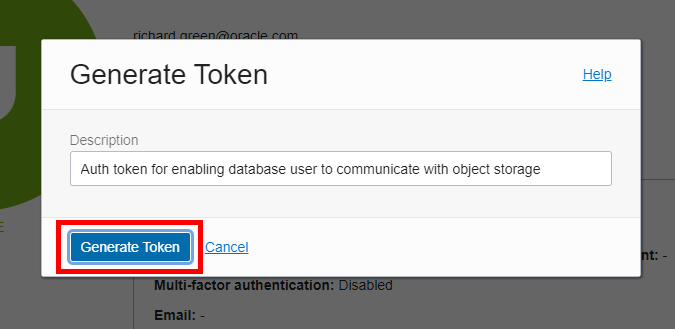 richard.green@oracle.com
Generate Token
Help
Description
Auth token for enabling database user to communicate with object storage
Generate Token
Cancel
nt: -
Multi-factor authentication: Disabled
Email: -